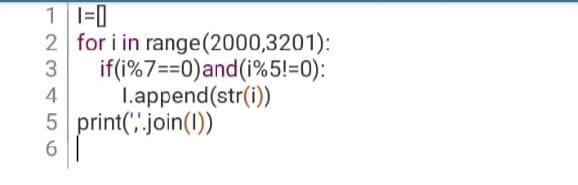 1 l=[]
2 for i in range(2000,3201):
3 if(i%7==0)and(i%5!=0):
4 l.append(str(i))
5 print(','.join(l))
6